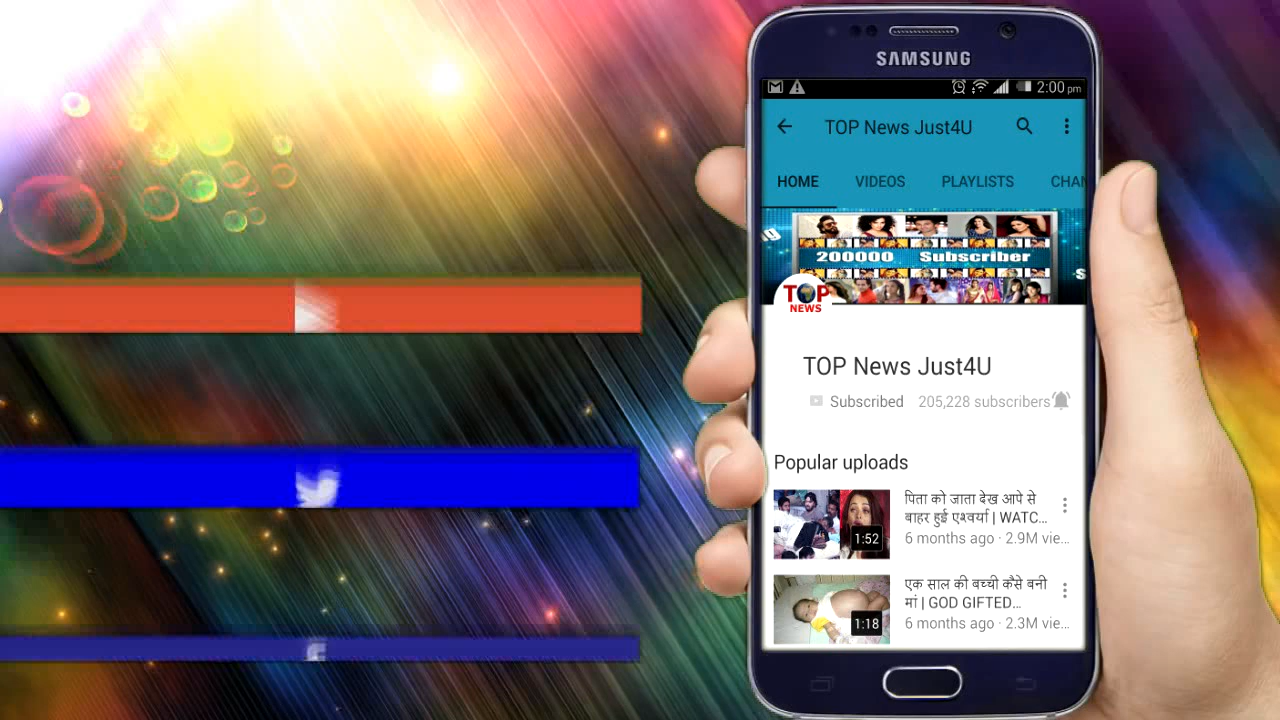 SAMSUNG
2:00 pm
TOP News Just4U
HOME VIDEOS PLAYLISTS CHAN
200000 Subscriber
TOP
NEWS
TOP News Just4U
Subscribed 205,228 subscribers
Popular uploads
पिता को जाता देख आपे से
बाहर हुई एश्वर्या | WATC...
6 months ago · 2.9M vie...
1:52
एक साल की बच्ची कैसे बनी
मां | GOD GIFTED...
6 months ago · 2.3M vie...
1:18